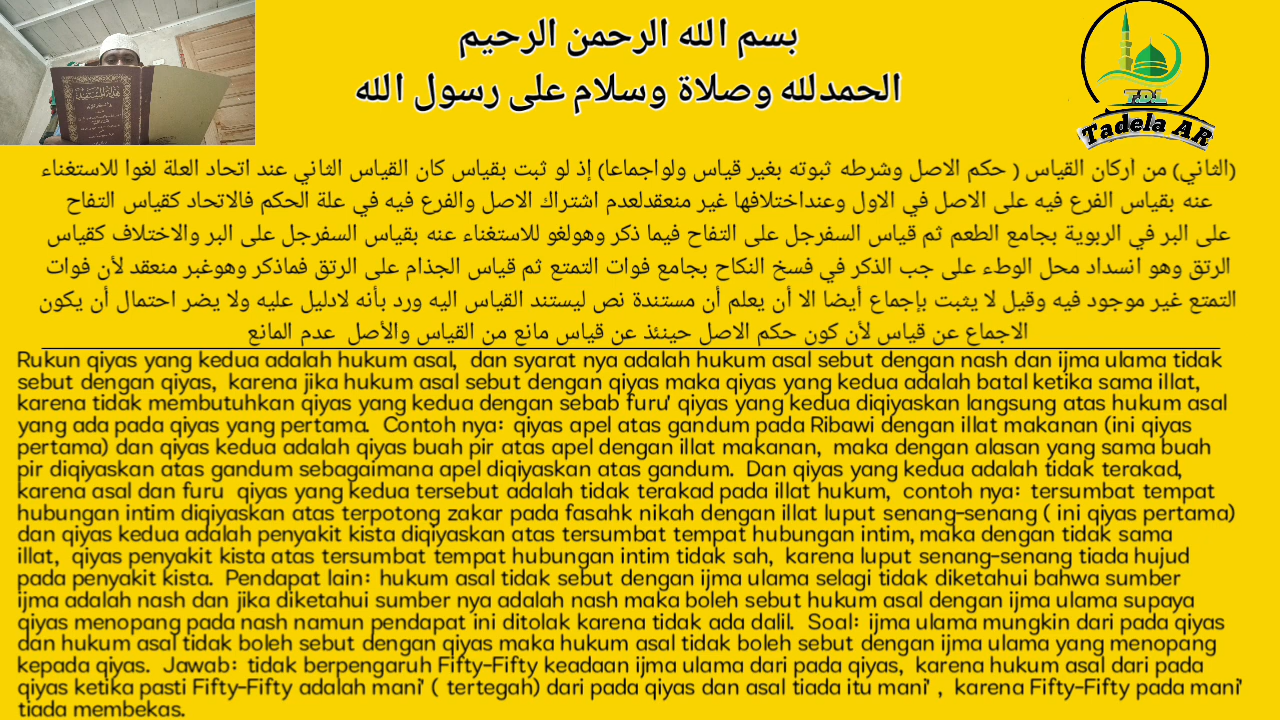 بسم الله الرحمن الرحيم
الحمدلله وصلاة وسلام على رسول الله
T.D.L
Tadela AR
(الثاني) من اركان القياس ( حكم الاصل وشرطه ثبوته بغير قياس ولواجماعا) إذ لو ثبت بقياس كان القياس الثاني عند اتحاد العلة لغوا للاستغناء
عنه بقياس الفرع فيه على الاصل في الاول وعنداختلافها غير منعقدلعدم اشتراك الاصل والفرع فيه في علة الحكم فالاتحاد كقياس التفاح
على البر في الربوية بجامع الطعم ثم قياس السفرجل على التفاح فيما ذكر وهولغو للاستغناء عنه بقياس السفرجل على البر والاختلاف كقياس
الرتق وهو انسداد محل الوطء على جب الذكر في فسخ النكاح بجامع فوات التمتع ثم قياس الجذام على الرتق فماذكر وهوغير منعقد لأن فوات
التمتع غير موجود فيه وقيل لا يثبت بإجماع أيضا الا أن يعلم أن مستندة نص ليستند القياس اليه ورد بأنه لادليل عليه ولا يضر احتمال أن يكون
الاجماع عن قياس لأن كون حكم الاصل حينئذ عن قياس مانع من القياس والأصل عدم المانع
Rukun qiyas yang kedua adalah hukum asal, dan syarat nya adalah hukum asal sebut dengan nash dan ijma ulama tidak
sebut dengan qiyas, karena jika hukum asal sebut dengan qiyas maka qiyas yang kedua adalah batal ketika sama illat,
karena tidak membutuhkan qiyas yang kedua dengan sebab furu' qiyas yang kedua diqiyaskan langsung atas hukum asal
yang ada pada qiyas yang pertama. Contoh nya: qiyas apel atas gandum pada Ribawi dengan illat makanan (ini qiyas
pertama) dan qiyas kedua adalah qiyas buah pir atas apel dengan illat makanan, maka dengan alasan yang sama buah
pir diqiyaskan atas gandum sebagaimana apel diqiyaskan atas gandum. Dan qiyas yang kedua adalah tidak terakad,
karena asal dan furu qiyas yang kedua tersebut adalah tidak terakad pada illat hukum, contoh nya: tersumbat tempat
hubungan intim diqiyaskan atas terpotong zakar pada fasahk nikah dengan illat luput senang-senang ( ini qiyas pertama)
dan qiyas kedua adalah penyakit kista diqiyaskan atas tersumbat tempat hubungan intim, maka dengan tidak sama
illat, qiyas penyakit kista atas tersumbat tempat hubungan intim tidak sah, karena luput senang-senang tiada hujud
pada penyakit kista. Pendapat lain: hukum asal tidak sebut dengan ijma ulama selagi tidak diketahui bahwa sumber
ijma adalah nash dan jika diketahui sumber nya adalah nash maka boleh sebut hukum asal dengan ijma ulama supaya
qiyas menopang pada nash namun pendapat ini ditolak karena tidak ada dalil. Soal: ijma ulama mungkin dari pada qiyas
dan hukum asal tidak boleh sebut dengan qiyas maka hukum asal tidak boleh sebut dengan ijma ulama yang menopang
kepada qiyas. Jawab: tidak berpengaruh Fifty-Fifty keadaan ijma ulama dari pada qiyas, karena hukum asal dari pada
qiyas ketika pasti Fifty-Fifty adalah mani' ( tertegah) dari pada qiyas dan asal tiada itu mani' , karena Fifty-Fifty pada mani'
tiada membekas.